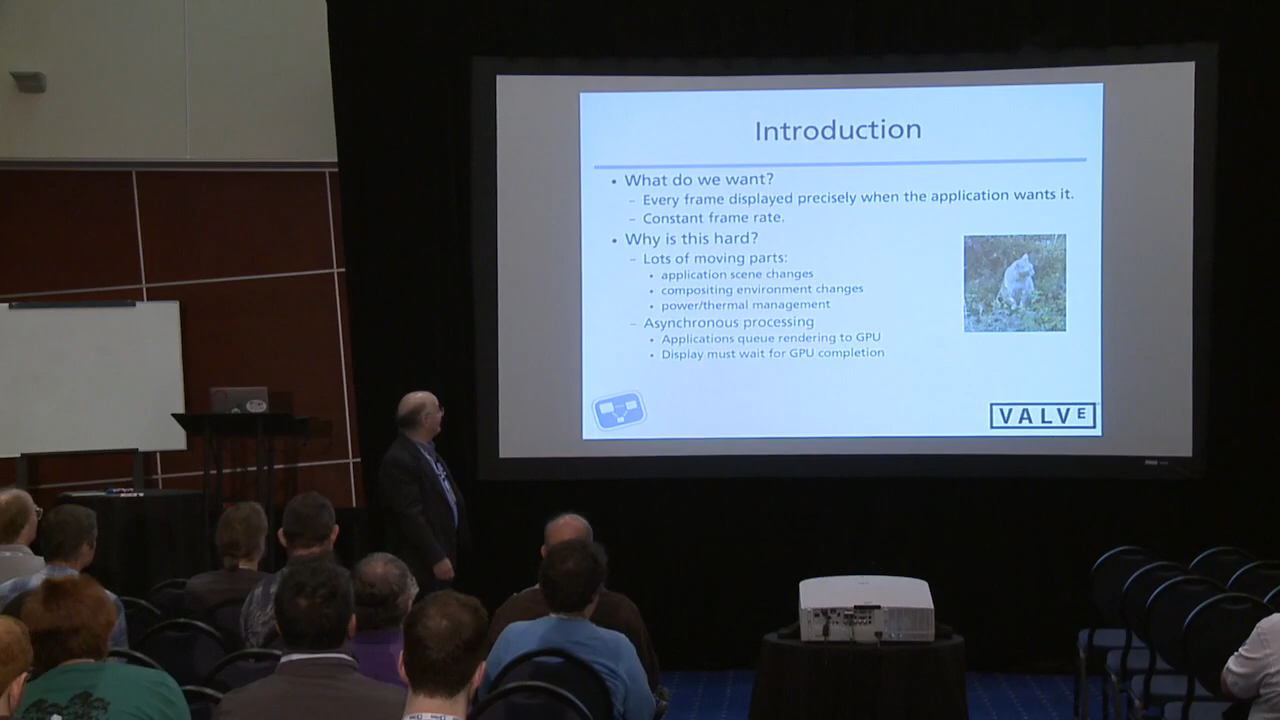 Introduction
• What do we want?
– Every frame displayed precisely when the application wants it.
– Constant frame rate.
• Why is this hard?
– Lots of moving parts:
• application scene changes
• compositing environment changes
• power/thermal management
– Asynchronous processing
• Applications queue rendering to GPU
• Display must wait for GPU completion
VALVE